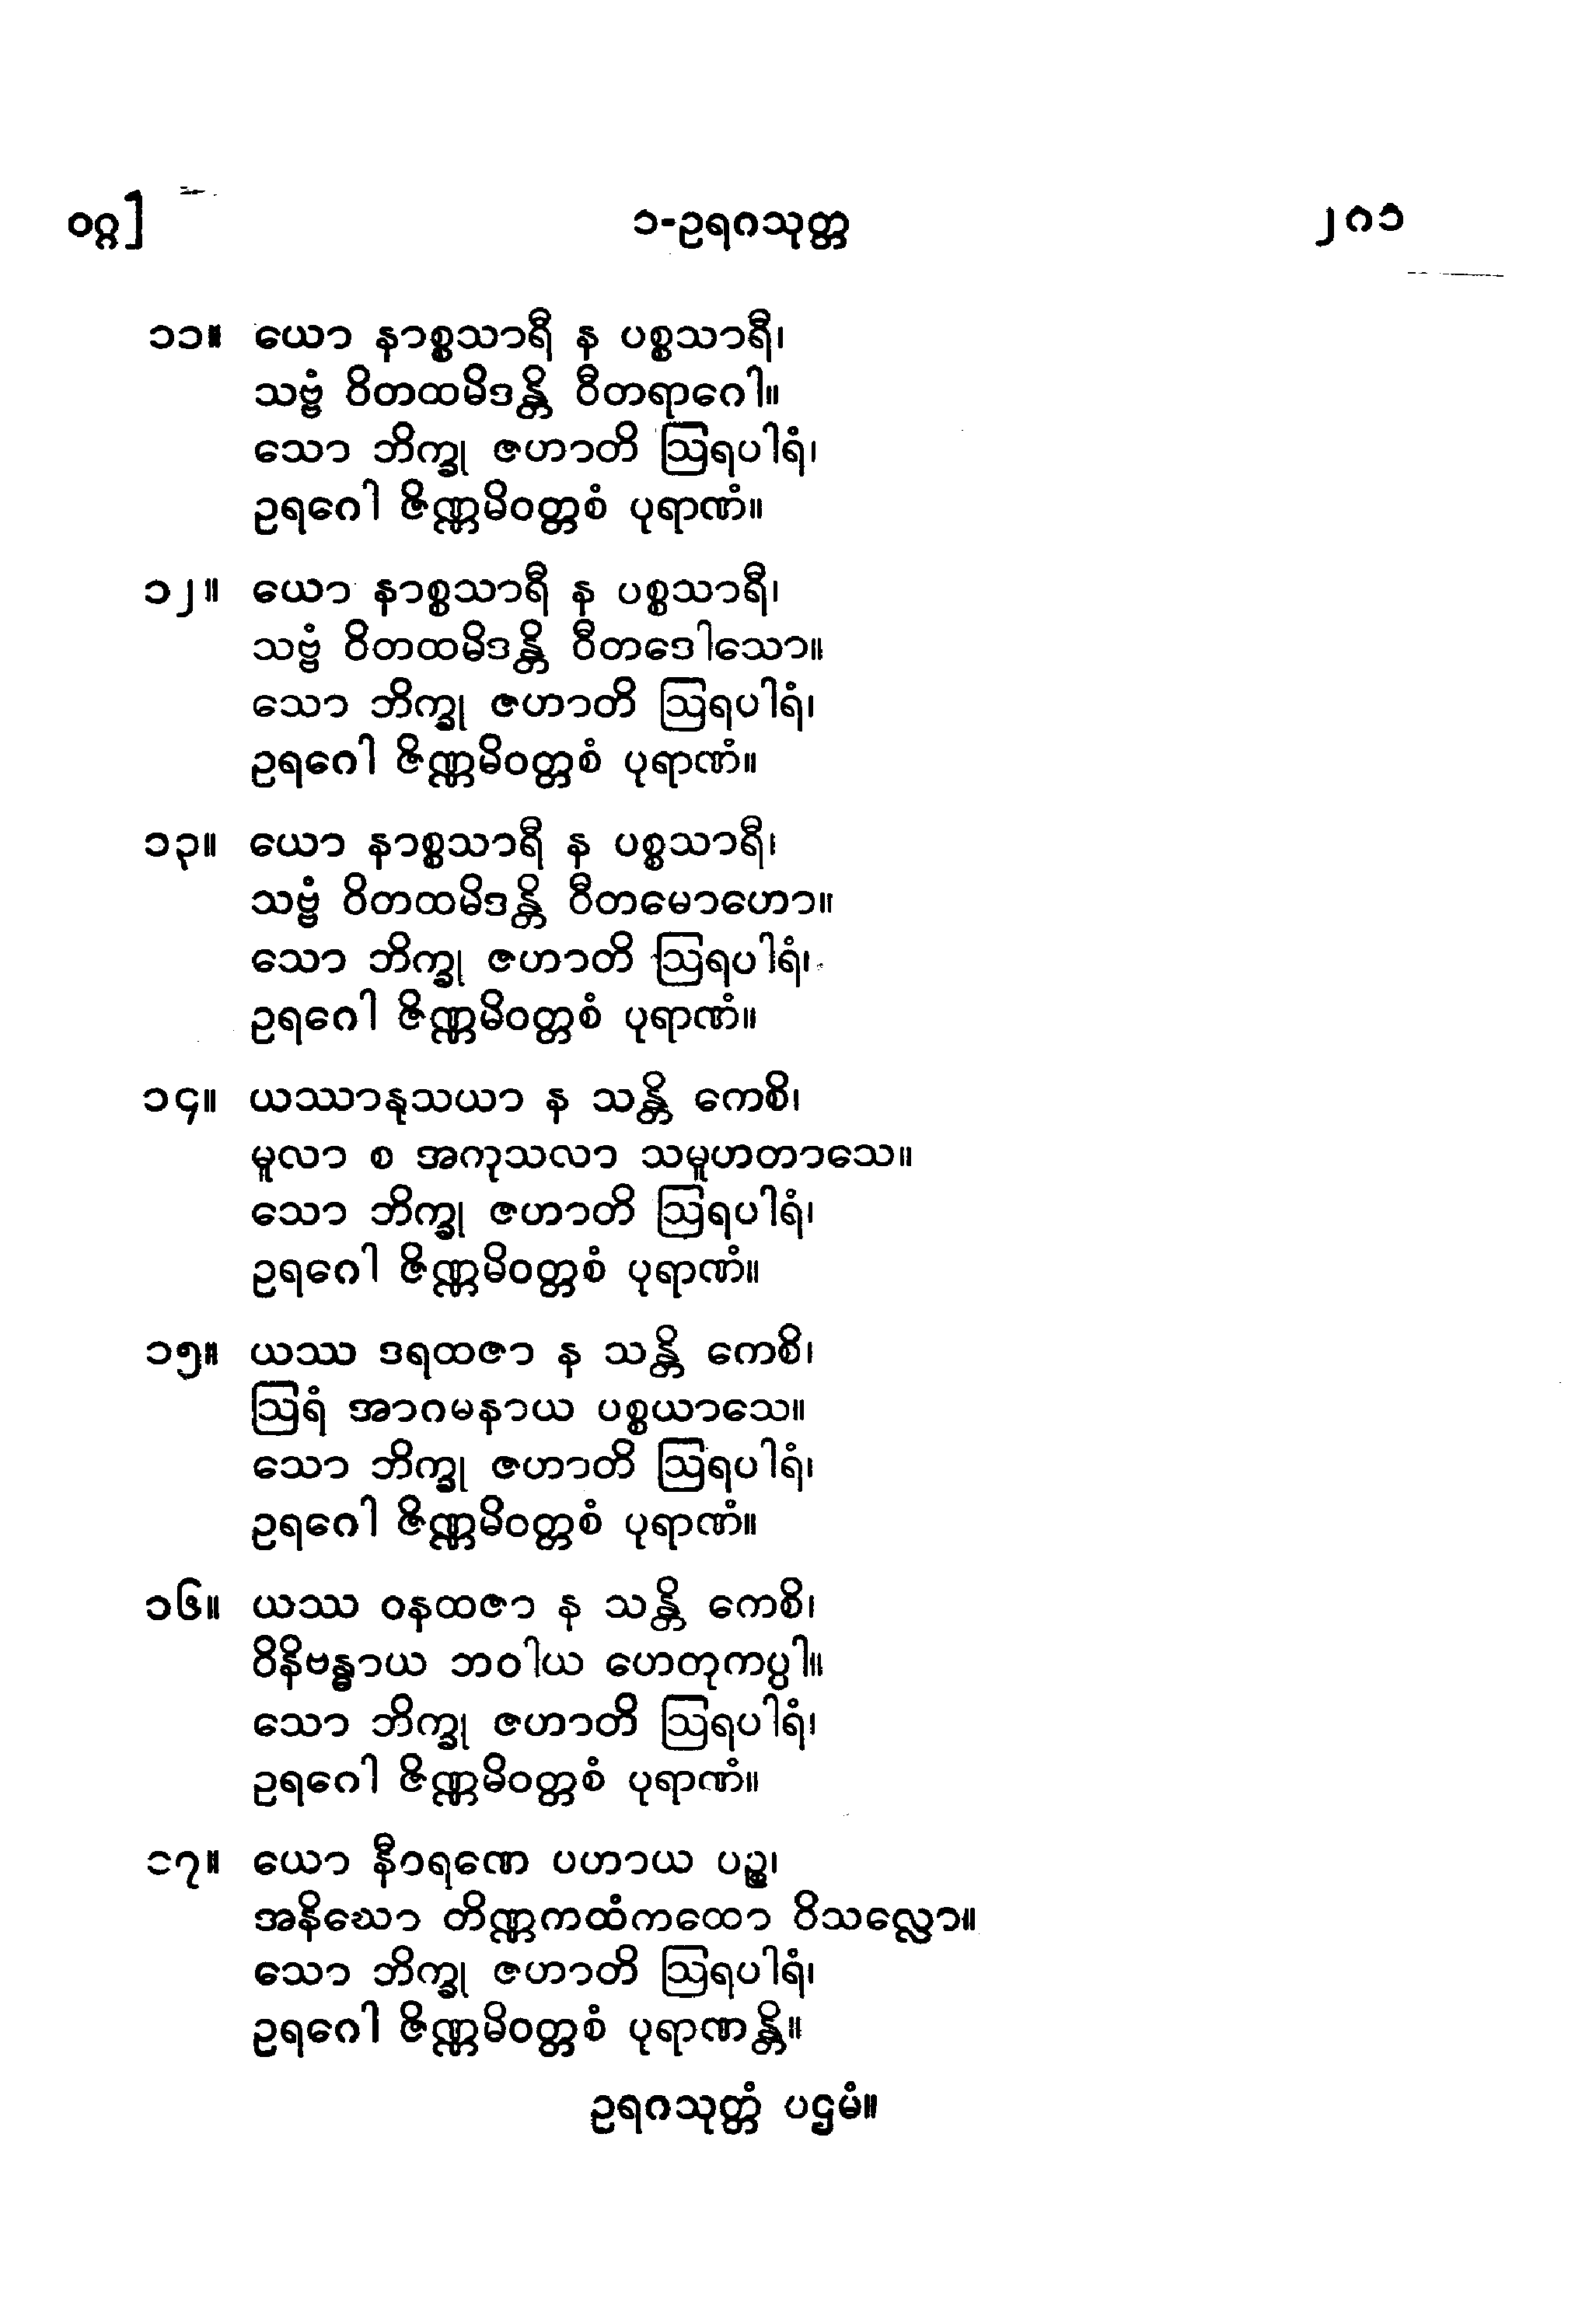 ဝဂ္ဂ]	၁-ဥရဂသုတ္တ	၂၈၁
၁၁။ ယော နာစ္စသာရီ န ပစ္စသာရီ၊
သဗ္ဗံ ဝိတထမိဒန္တိ ဝီတရာဂေါ။
သော ဘိက္ခု ဇဟာတိ ဩရပါရံ၊
ဥရဂေါ ဇိဏ္ဏမိဝတ္တစံ ပုရာဏံ။
၁၂။ ယော နာစ္စသာရီ န ပစ္စသာရီ၊
သဗ္ဗံ ဝိတထမိဒန္တိ ဝီတဒေါသော။
သော ဘိက္ခု ဇဟာတိ ဩရပါရံ၊
ဥရဂေါ ဇိဏ္ဏမိဝတ္တစံ ပုရာဏံ။
၁၃။ ယော နာစ္စသာရီ န ပစ္စသာရီ၊
သဗ္ဗံ ဝိတထမိဒန္တိ ဝီတမောဟော။
သော ဘိက္ခု ဇဟာတိ ဩရပါရံ၊
ဥရဂေါ ဇိဏ္ဏမိဝတ္တစံ ပုရာဏံ။
၁၄။ ယဿာနုသယာ န သန္တိ ကေစိ၊
မူလာ စ အကုသလာ သမူဟတာသေ။
သော ဘိက္ခု ဇဟာတိ ဩရပါရံ၊
ဥရဂေါ ဇိဏ္ဏမိဝတ္တစံ ပုရာဏံ။
၁၅။ ယဿ ဒရထဇာ န သန္တိ ကေစိ၊
ဩရံ အာဂမနာယ ပစ္စယာသေ။
သော ဘိက္ခု ဇဟာတိ ဩရပါရံ၊
ဥရဂေါ ဇိဏ္ဏမိဝတ္တစံ ပုရာဏံ။
၁၆။ ယဿ ဝနထဇာ န သန္တိ ကေစိ၊
ဝိနိဗန္ဓာယ ဘဝါယ ဟေတုကပ္ပါ။
သော ဘိက္ခု ဇဟာတိ ဩရပါရံ၊
ဥရဂေါ ဇိဏ္ဏမိဝတ္တစံ ပုရာဏံ။
၁၇။ ယော နီဝရဏေ ပဟာယ ပဉ္စ၊
အနိဃော တိဏ္ဏကထံကထော ဝိသလ္လော။
သော ဘိက္ခု ဇဟာတိ ဩရပါရံ၊
ဥရဂေါ ဇိဏ္ဏမိဝတ္တစံ ပုရာဏန္တိ။
ဥရဂသုတ္တံ ပဌမံ။